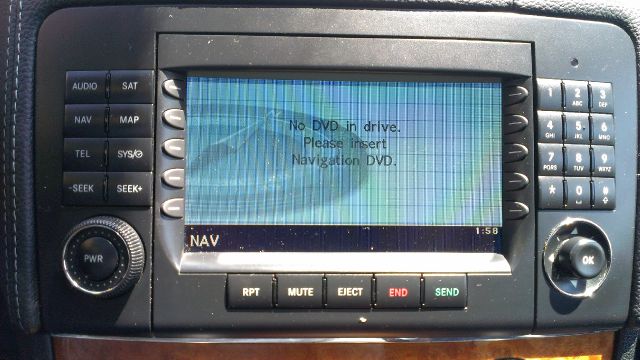 AUDIO SAT
NAV MAP
TEL SYS/
-SEEK SEEK+
PWR
No DVD in drive.
Please insert
Navigation DVD.
1:58
NAV
RPT MUTE EJECT END SEND
1 2 ABC 3 DEF
4 GHI 5 JKL 6 MNO
7 PQRS 8 TUV 9 WXYZ
* 0 #
OK